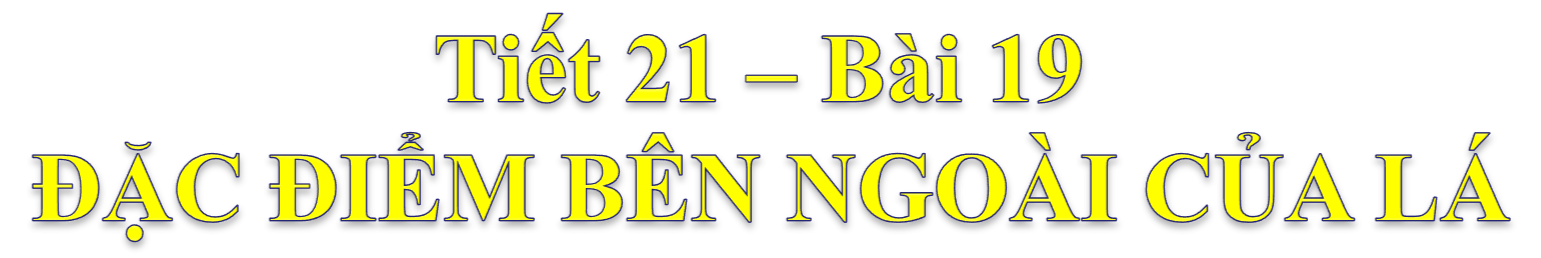 Tiết 21 – Bài 19
ĐẶC ĐIỂM BÊN NGOÀI CỦA LÁ